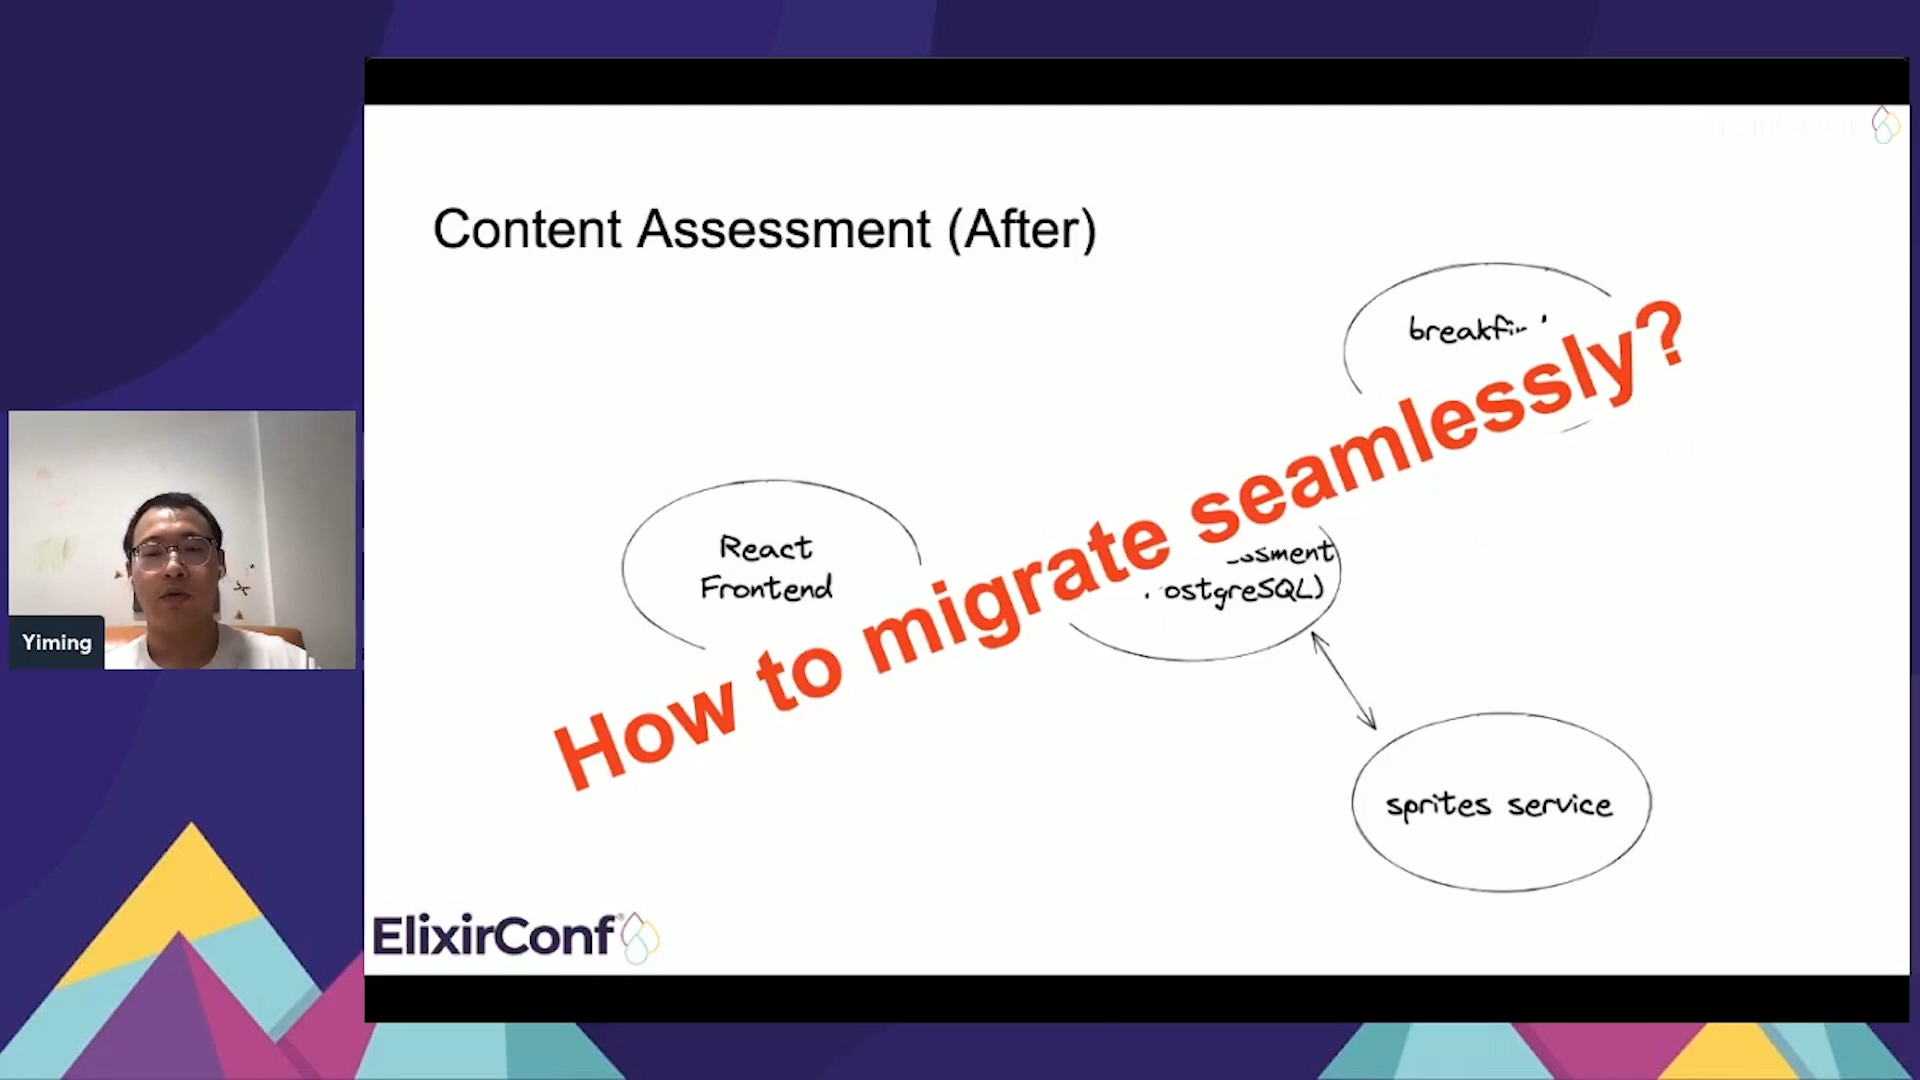 Content Assessment (After)
How to migrate seamlessly?
React
Frontend
sprites service
Yiming
ElixirConf